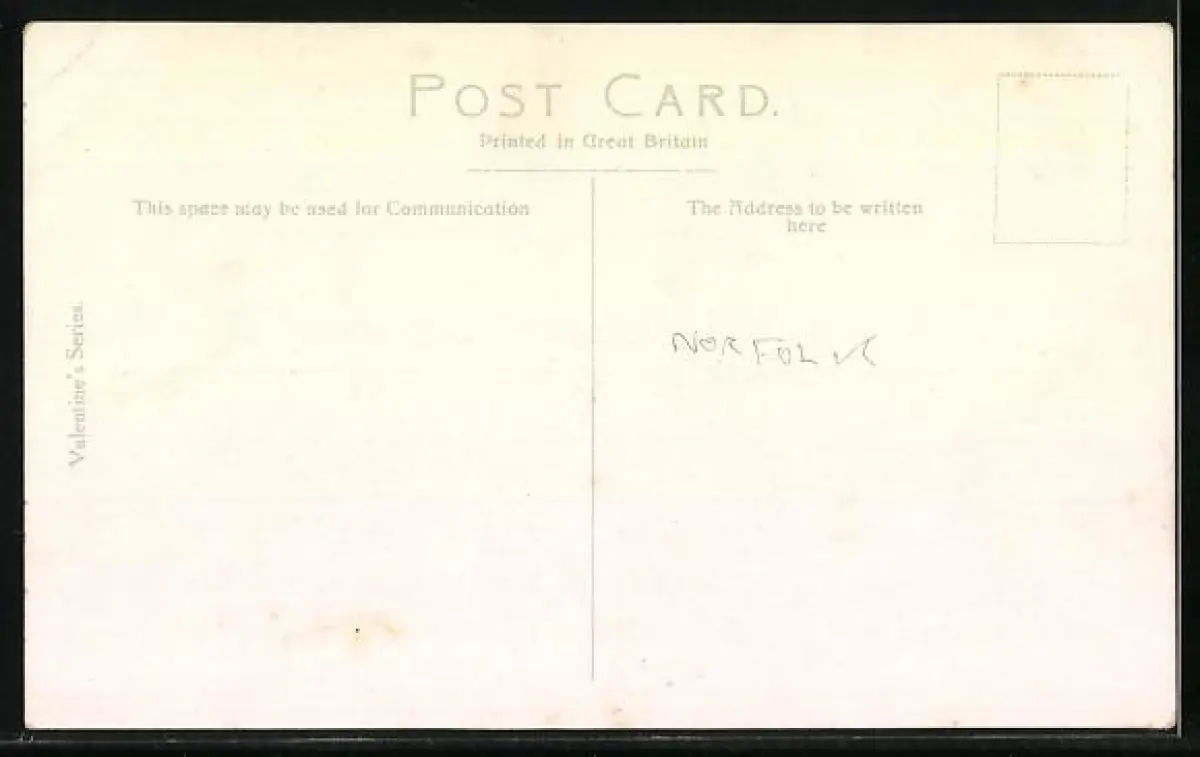 POST CARD.
Printed in Great Britain
This space may be used for Communication
The Address to be written
here
Valentine's Series.
NORFOLK